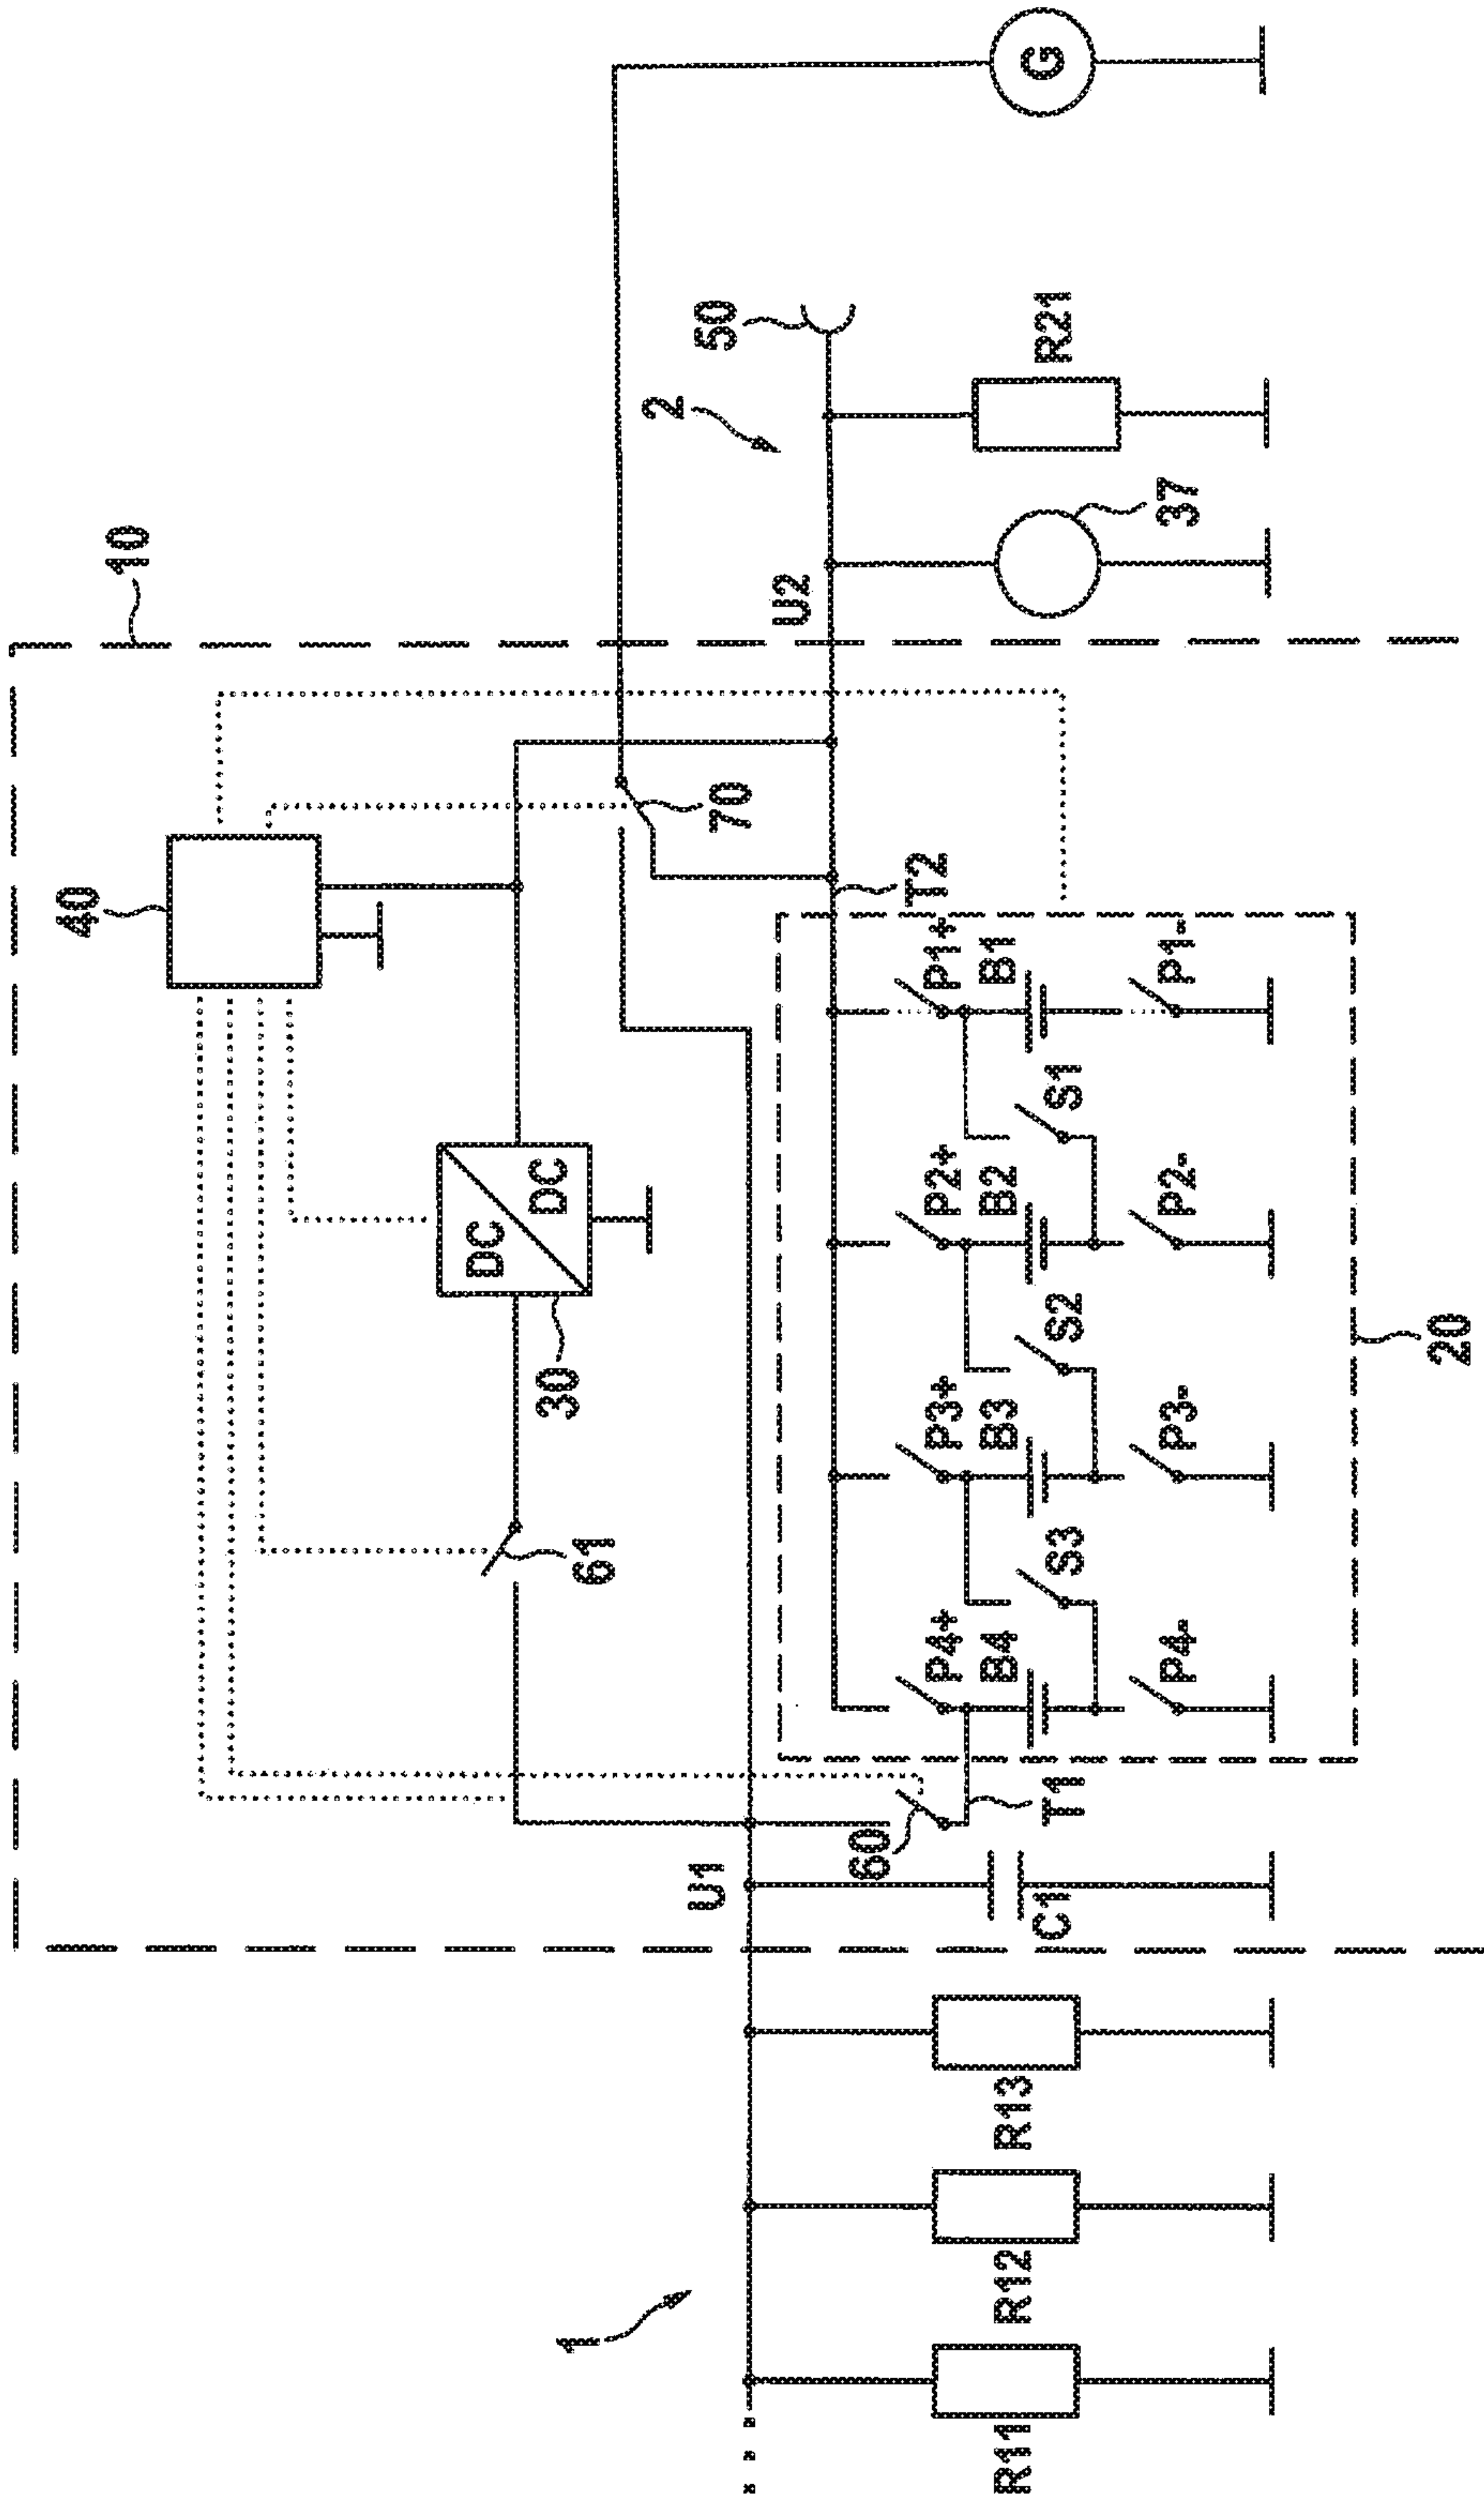 10
40
G
DC
DC
30
61
70
50
2
U2
R21
37
1
U1
60
T1
T2
C1
P4+
P3+
P2+
P1+
B4
B3
B2
B1
S3
S2
S1
P4-
P3-
P2-
P1-
20
R11
R12
R13